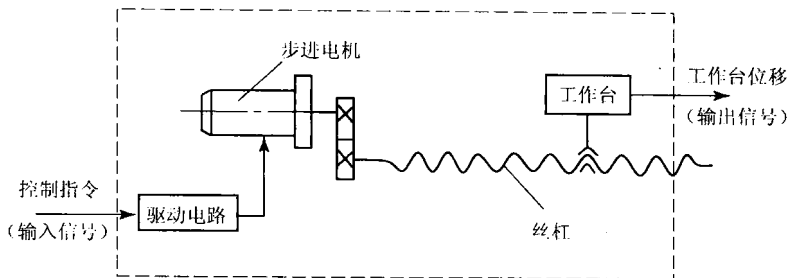 步进电机
工作台
工作台位移
(输出信号)
控制指令
(输入信号)
驱动电路
丝杠